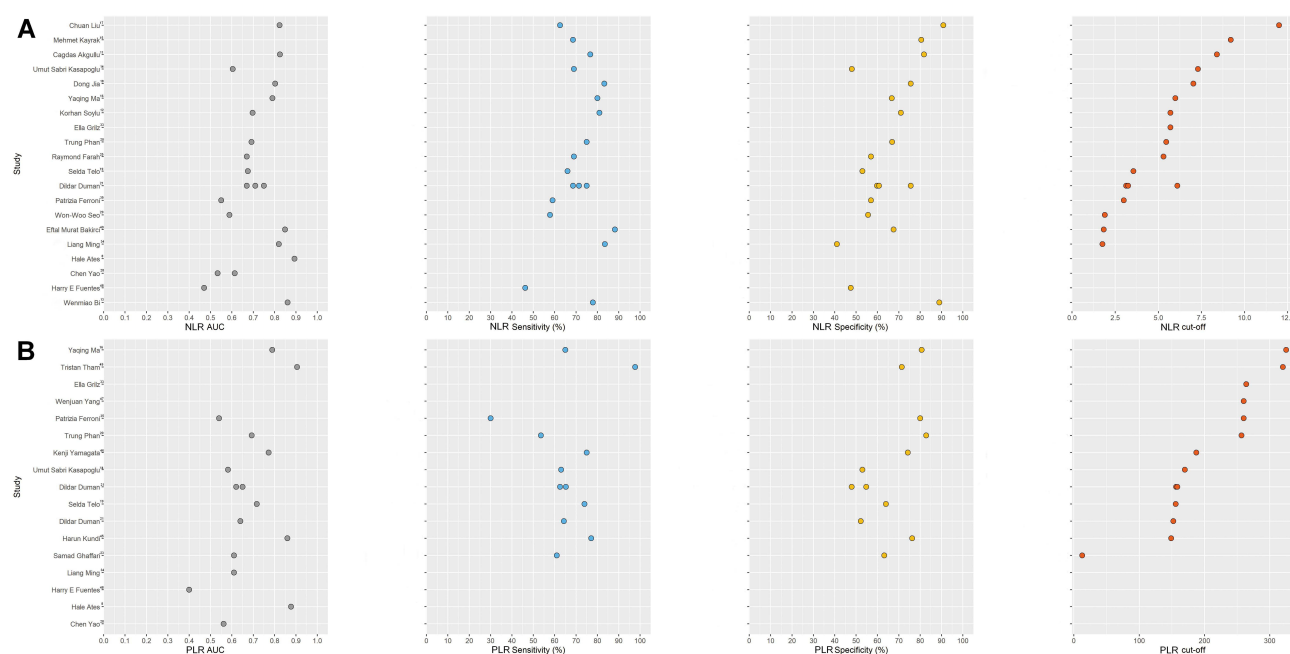 A
Study
Chuan Liu
Mehmet Kayrak
Cagdas Akgullu
Umut Sabri Kasapoglu
Dong Jia
Yaqing Ma
Korhan Soylu
Ella Grilz
Trung Phan
Raymond Farah
Selda Telo
Dildar Duman
Patrizia Ferroni
Won-Woo Seo
Eftal Murat Bakirci
Liang Ming
Hale Ates
Chen Yao
Harry E Fuentes
Wenmiao Bi
0.0 0.1 0.2 0.3 0.4 0.5 0.6 0.7 0.8 0.9 1.0
NLR AUC
0 10 20 30 40 50 60 70 80 90 100
NLR Sensitivity (%)
0 10 20 30 40 50 60 70 80 90 100
NLR Specificity (%)
0.0 2.5 5.0 7.5 10.0 12.
NLR cut-off
B
Study
Yaqing Ma
Tristan Tham
Ella Grilz
Wenjuan Yang
Patrizia Ferroni
Trung Phan
Kenji Yamagata
Umut Sabri Kasapoglu
Dildar Duman
Selda Telo
Dildar Duman
Harun Kundi
Samad Ghaffari
Liang Ming
Harry E Fuentes
Hale Ates
Chen Yao
0.0 0.1 0.2 0.3 0.4 0.5 0.6 0.7 0.8 0.9 1.0
PLR AUC
0 10 20 30 40 50 60 70 80 90 100
PLR Sensitivity (%)
0 10 20 30 40 50 60 70 80 90 100
PLR Specificity (%)
0 100 200 300
PLR cut-off